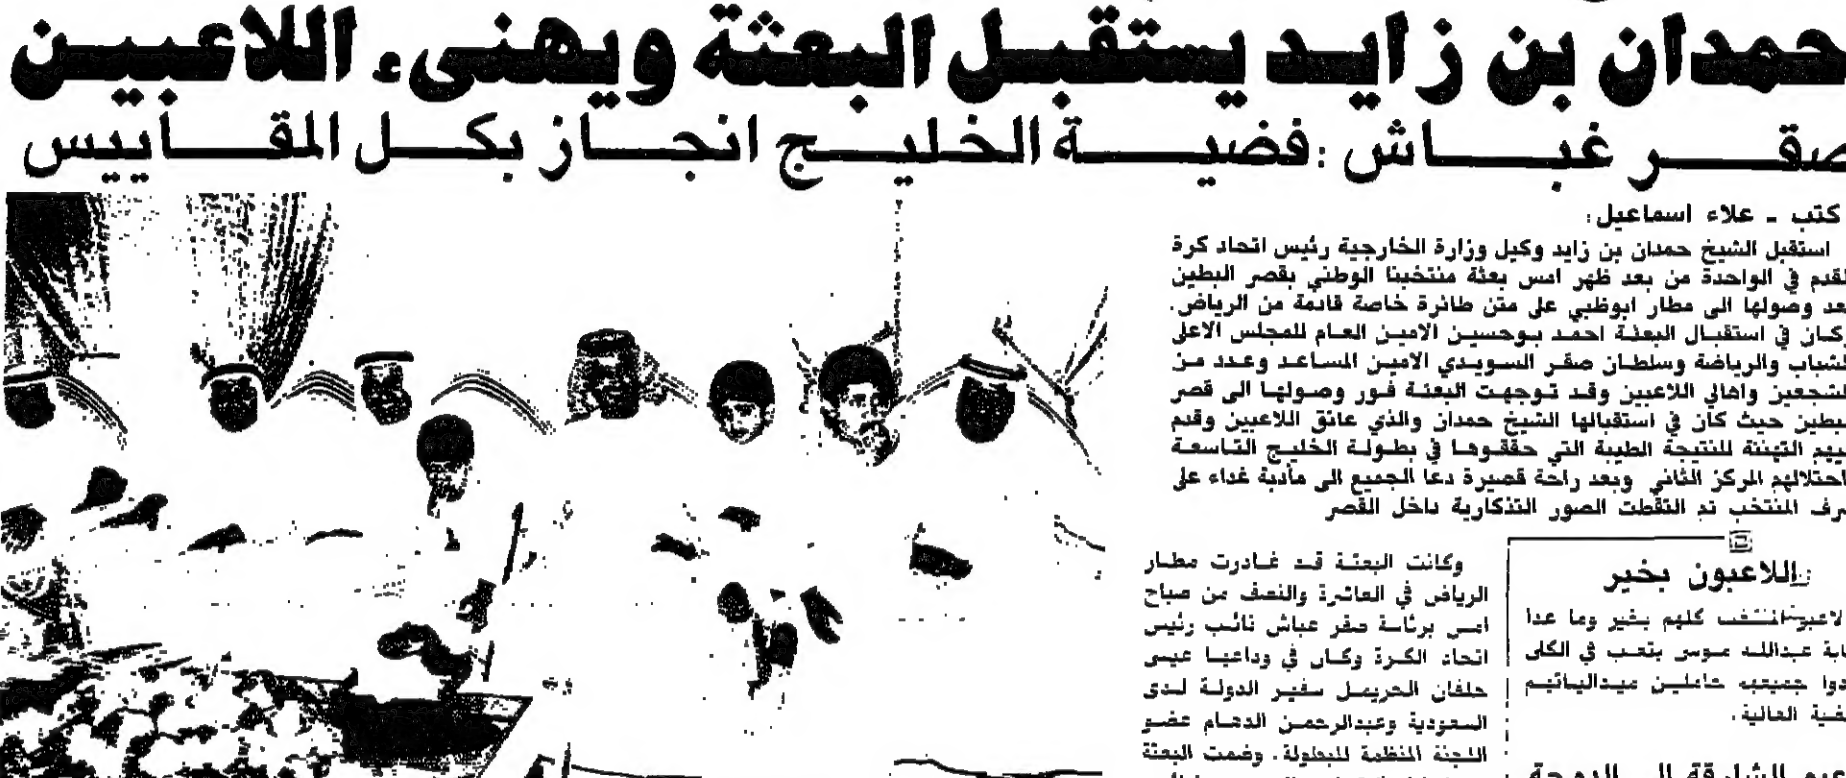 حمدان بن زايد يستقبل البعثة ويهنىء اللاعبين
صقر غباش : فضية الخليج انجاز بكل المقاييس
كتب - علاء اسماعيل :
استقبل الشيخ حمدان بن زايد وكيل وزارة الخارجية رئيس اتحاد كرة
القدم في الواحدة من بعد ظهر امس بعثة منتخبنا الوطني بقصر البطين
بعد وصولها الى مطار ابوظبي على متن طائرة خاصة قادمة من الرياض .
وكان في استقبال البعثة احمد بوحسين الامين العام للمجلس الاعلى
للشباب والرياضة وسلطان صقر السويدي الامين المساعد وعدد من
المشجعين واهالي اللاعبين وقد توجهت البعثة فور وصولها الى قصر
البطين حيث كان في استقبالها الشيخ حمدان والذي عانق اللاعبين وقدم
اليهم التهنئة للنتيجة الطيبة التي حققوها في بطولة الخليج التاسعة
واحتلالهم المركز الثاني وبعد راحة قصيرة دعا الجميع الى مأدبة غداء على
شرف المنتخب تم التقطت الصور التذكارية داخل القصر
اللاعبون بخير
كلهم بخير وما عدا
عبدالله موسى بتعب في الكلى
حاملين ميدالياتهم
الغالية .
وكانت البعثة قد غادرت مطار
الرياض في العاشرة والنصف من صباح
امس برئاسة صقر غباش نائب رئيس
اتحاد الكرة وكان في وداعها عيسى
خلفان الحريمل سفير الدولة لدى
السعودية وعبدالرحمن الدهام عضو
اللجنة المنظمة للبطولة . وضمت البعثة